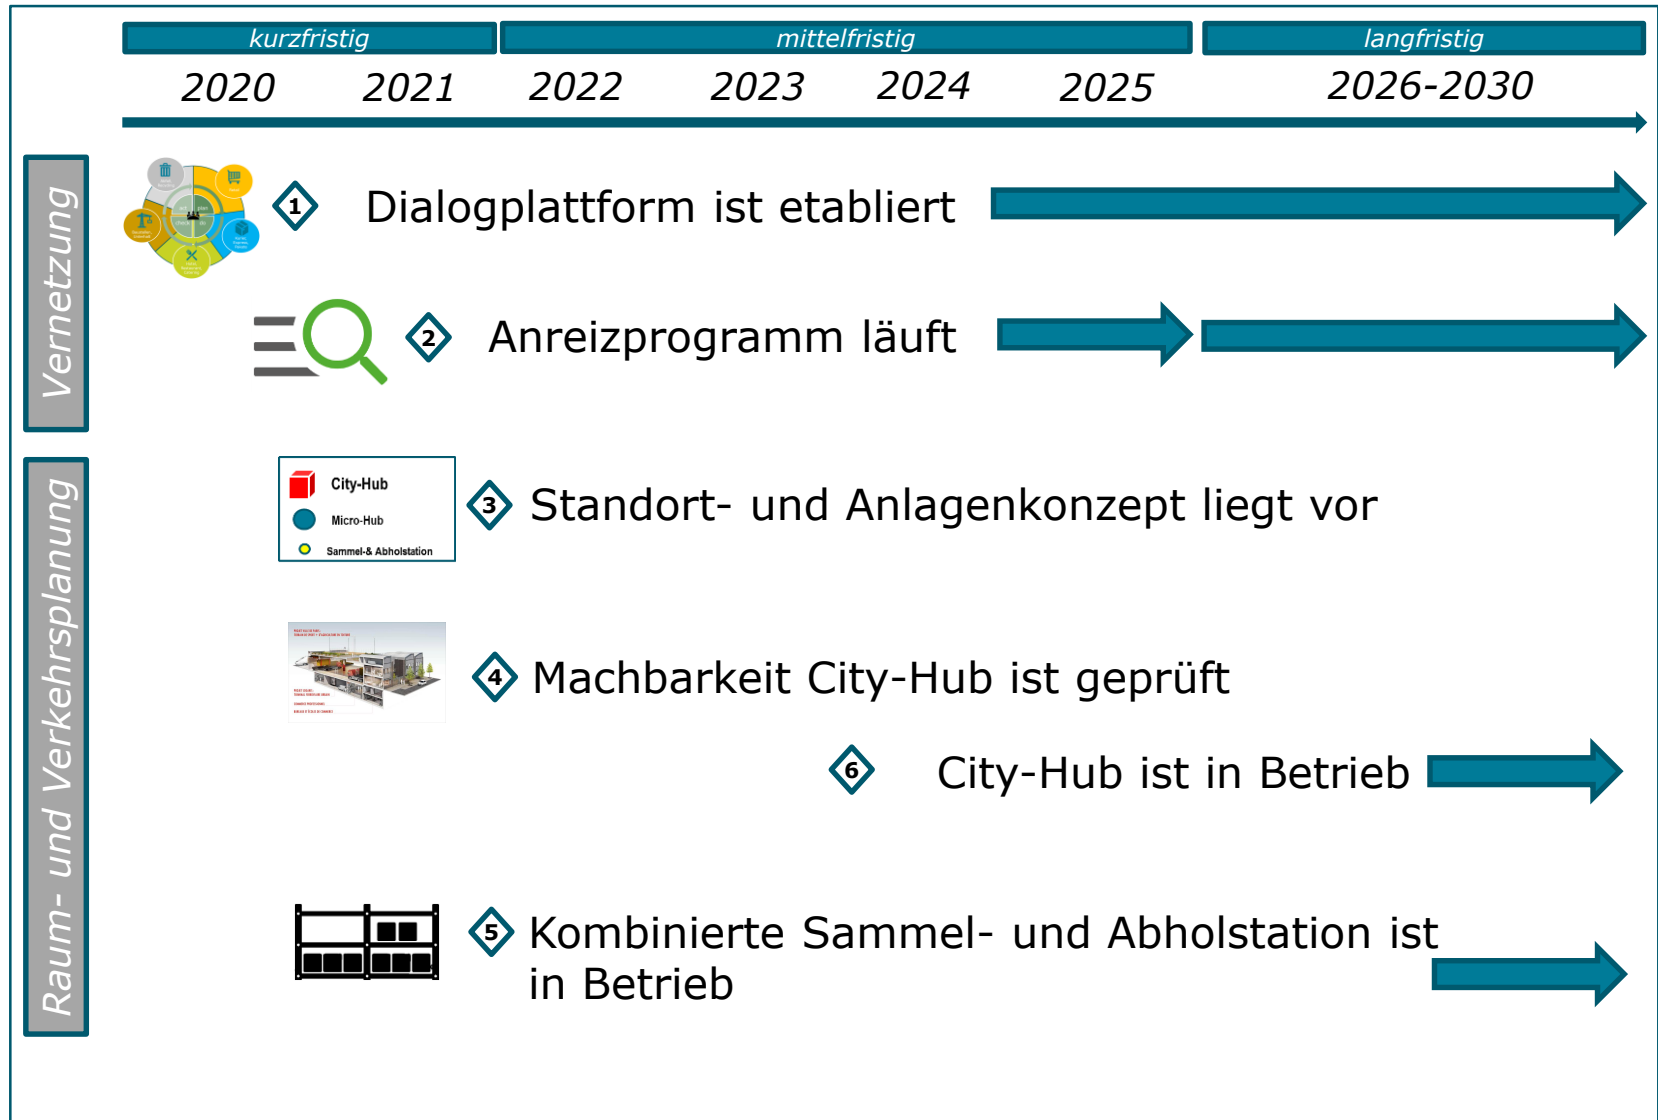 kurzfristig
mittelfristig
langfristig
2020
2021
2022
2023
2024
2025
2026-2030
Vernetzung
1
Dialogplattform ist etabliert
2
Anreizprogramm läuft
Raum- und Verkehrsplanung
City-Hub
Micro-Hub
Sammel-& Abholstation
3
Standort- und Anlagenkonzept liegt vor
4
Machbarkeit City-Hub ist geprüft
6
City-Hub ist in Betrieb
5
Kombinierte Sammel- und Abholstation ist
in Betrieb